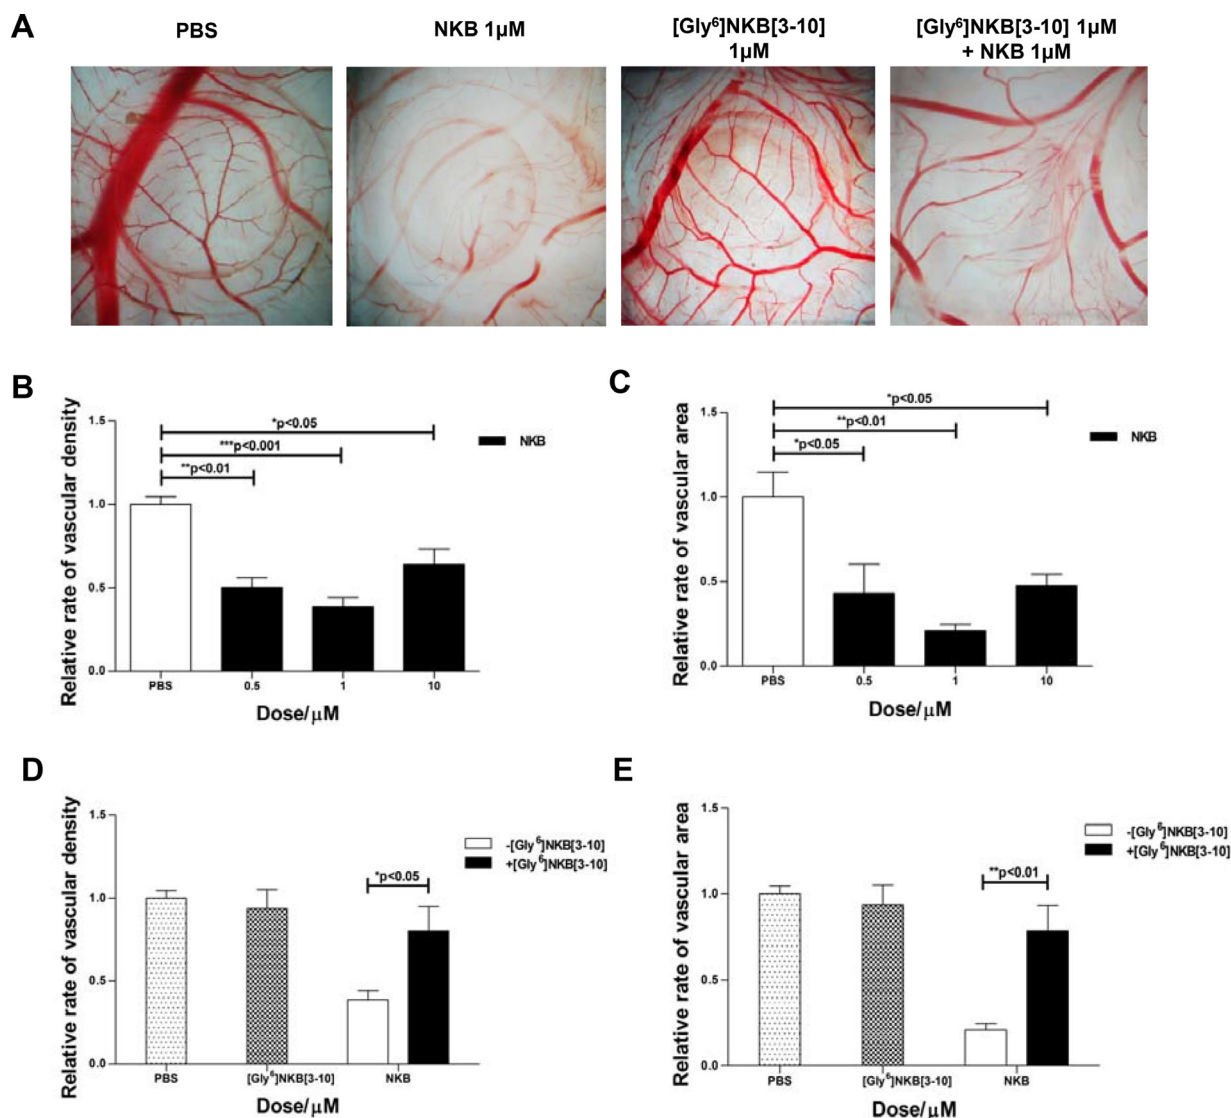 A
PBS
NKB 1μM
[Gly⁶]NKB[3-10]
1μM
[Gly⁶]NKB[3-10] 1μM
+ NKB 1μM
B
Relative rate of vascular density
1.5
1.0
0.5
0.0
*p<0.05
***p<0.001
**p<0.01
NKB
PBS
0.5
1
10
Dose/μM
C
Relative rate of vascular area
1.5
1.0
0.5
0.0
*p<0.05
**p<0.01
*p<0.05
NKB
PBS
0.5
1
10
Dose/μM
D
Relative rate of vascular density
1.5
1.0
0.5
0.0
-[Gly⁶]NKB[3-10]
+[Gly⁶]NKB[3-10]
*p<0.05
PBS
[Gly⁶]NKB[3-10]
NKB
Dose/μM
E
Relative rate of vascular area
1.5
1.0
0.5
0.0
-[Gly⁶]NKB[3-10]
+[Gly⁶]NKB[3-10]
**p<0.01
PBS
[Gly⁶]NKB[3-10]
NKB
Dose/μM